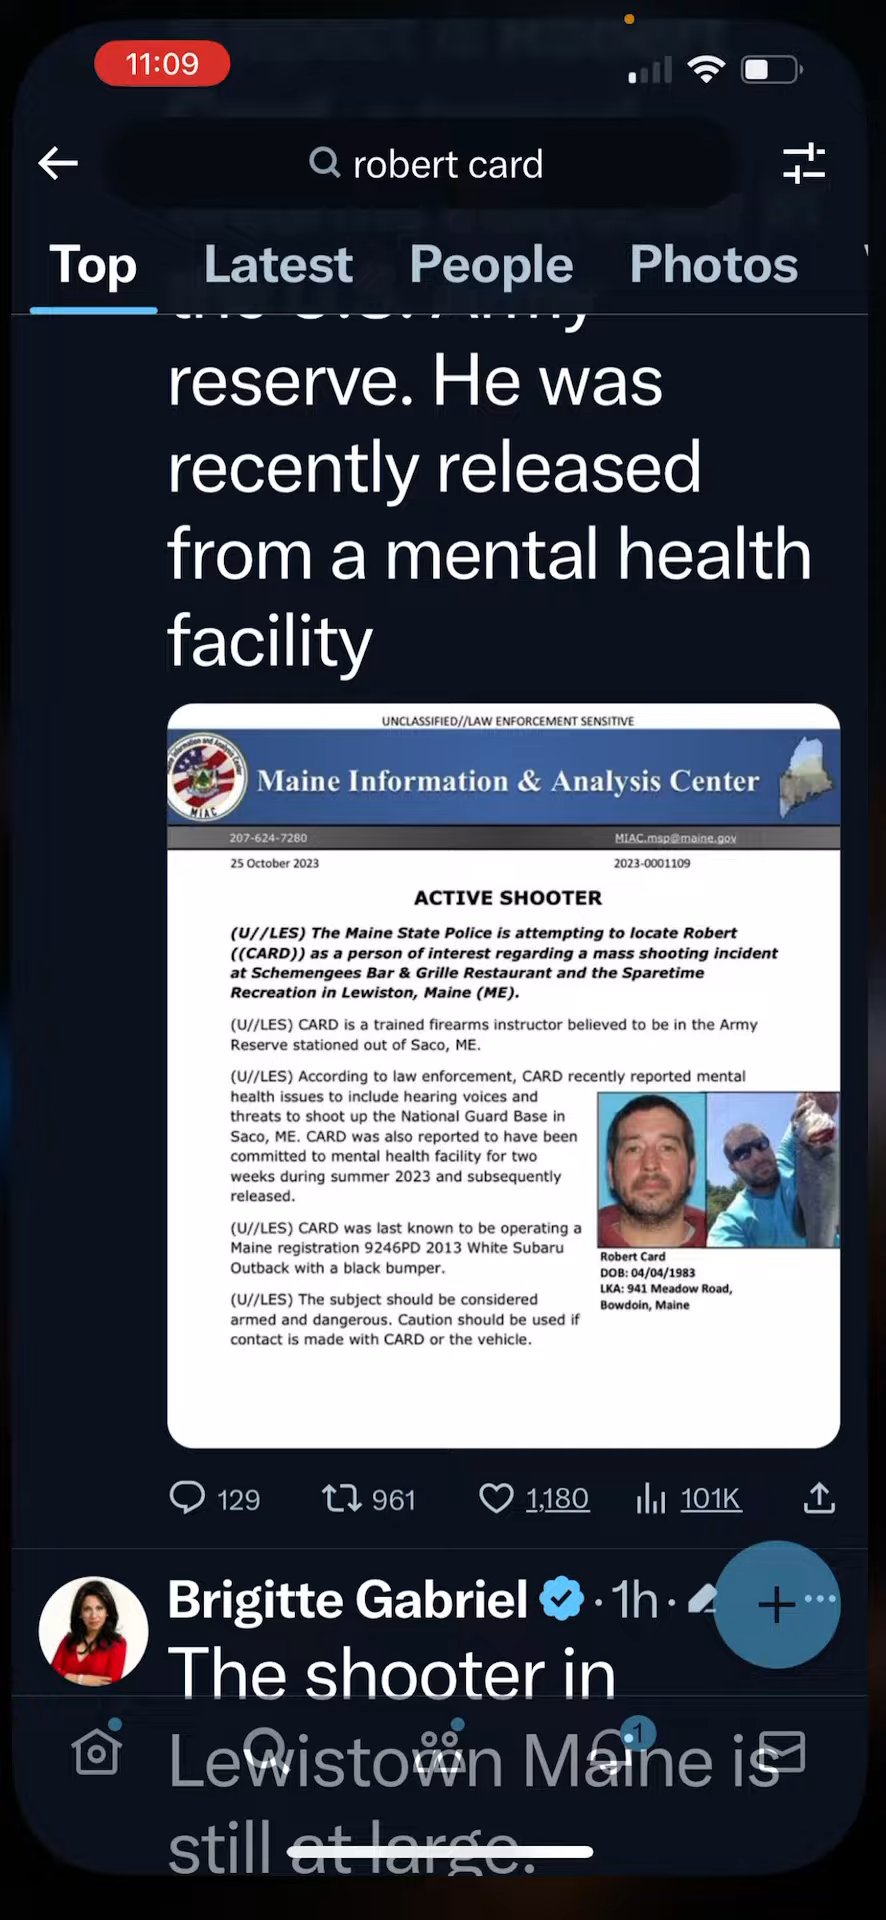 11:09
robert card
Top Latest People Photos
the U.S. Army
reserve. He was
recently released
from a mental health
facility
UNCLASSIFIED//LAW ENFORCEMENT SENSITIVE
Maine Information & Analysis Center
MIAC
207-624-7280 MIAC.msp@maine.gov
25 October 2023 2023-0001109
ACTIVE SHOOTER
(U//LES) The Maine State Police is attempting to locate Robert
((CARD)) as a person of interest regarding a mass shooting incident
at Schemengees Bar & Grille Restaurant and the Sparetime
Recreation in Lewiston, Maine (ME).
(U//LES) CARD is a trained firearms instructor believed to be in the Army
Reserve stationed out of Saco, ME.
(U//LES) According to law enforcement, CARD recently reported mental
health issues to include hearing voices and
threats to shoot up the National Guard Base in
Saco, ME. CARD was also reported to have been
committed to mental health facility for two
weeks during summer 2023 and subsequently
released.
(U//LES) CARD was last known to be operating a
Maine registration 9246PD 2013 White Subaru
Outback with a black bumper.
(U//LES) The subject should be considered
armed and dangerous. Caution should be used if
contact is made with CARD or the vehicle.
Robert Card
DOB: 04/04/1983
LKA: 941 Meadow Road,
Bowdoin, Maine
129 961 1,180 101K
Brigitte Gabriel · 1h ·
The shooter in
Lewistown Maine is
still at large.
1